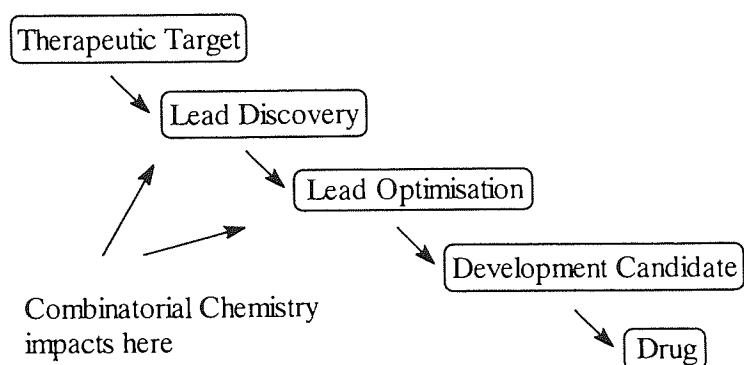 Therapeutic Target
Lead Discovery
Lead Optimisation
Development Candidate
Combinatorial Chemistry
impacts here
Drug